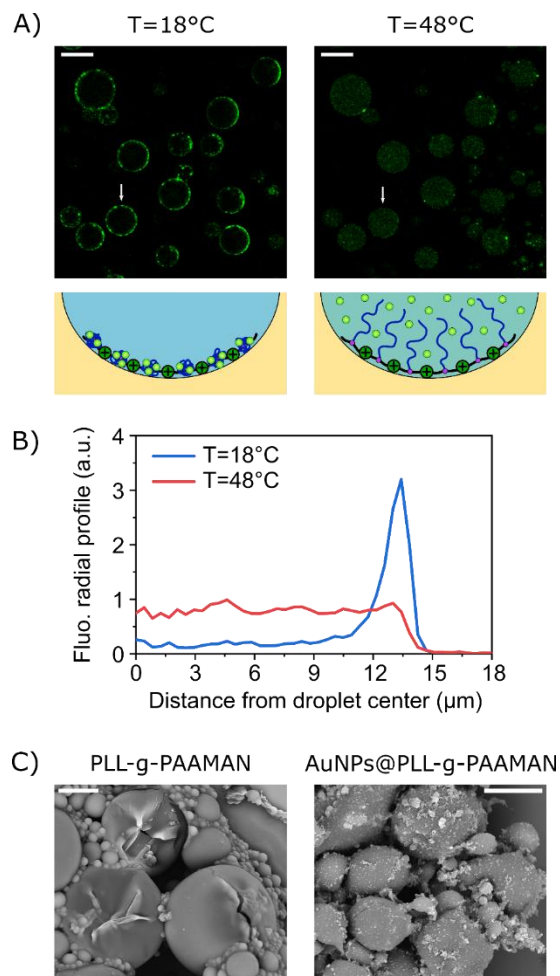 A)
T=18°C T=48°C
+ + + + + + + + + +
B)
Fluo. radial profile (a.u.)
4
3
2
1
0
T=18°C
T=48°C
0 3 6 9 12 15 18
Distance from droplet center (µm)
C)
PLL-g-PAAMAN AuNPs@PLL-g-PAAMAN